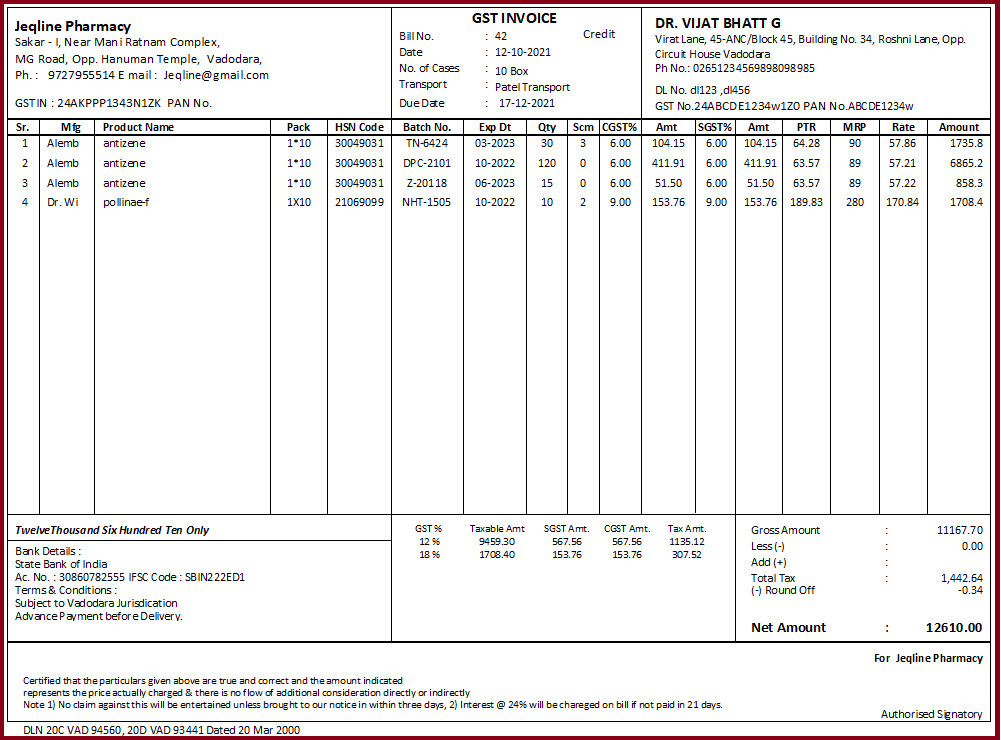 Jeqline Pharmacy
Sakar - I, Near Mani Ratnam Complex,
MG Road, Opp. Hanuman Temple, Vadodara,
Ph. : 9727955514 E mail : Jeqline@gmail.com
GSTIN : 24AKPPP1343N1ZK PAN No.
GST INVOICE
Bill No. : 42 Credit
Date : 12-10-2021
No. of Cases : 10 Box
Transport : Patel Transport
Due Date : 17-12-2021
DR. VIJAT BHATT G
Virat Lane, 45-ANC/Block 45, Building No. 34, Roshni Lane, Opp.
Circuit House Vadodara
Ph No.: 02651234569898098985
DL No. dl123 ,dl456
GST No.24ABCDE1234w1Z0 PAN No.ABCDE1234w
Sr. Mfg Product Name Pack HSN Code Batch No. Exp Dt Qty Scm CGST% Amt SGST% Amt PTR MRP Rate Amount
1 Alemb antizene 1*10 30049031 TN-6424 03-2023 30 3 6.00 104.15 6.00 104.15 64.28 90 57.86 1735.8
2 Alemb antizene 1*10 30049031 DPC-2101 10-2022 120 0 6.00 411.91 6.00 411.91 63.57 89 57.21 6865.2
3 Alemb antizene 1*10 30049031 Z-20118 06-2023 15 0 6.00 51.50 6.00 51.50 63.57 89 57.22 858.3
4 Dr. Wi pollinae-f 1X10 21069099 NHT-1505 10-2022 10 2 9.00 153.76 9.00 153.76 189.83 280 170.84 1708.4
TwelveThousand Six Hundred Ten Only
Bank Details :
State Bank of India
Ac. No. : 30860782555 IFSC Code : SBIN222ED1
Terms & Conditions :
Subject to Vadodara Jurisdication
Advance Payment before Delivery.
GST % Taxable Amt SGST Amt. CGST Amt. Tax Amt.
12 % 9459.30 567.56 567.56 1135.12
18 % 1708.40 153.76 153.76 307.52
Gross Amount : 11167.70
Less (-) : 0.00
Add (+) :
Total Tax : 1,442.64
(-) Round Off -0.34
Net Amount : 12610.00
For Jeqline Pharmacy
Certified that the particulars given above are true and correct and the amount indicated
represents the price actually charged & there is no flow of additional consideration directly or indirectly
Note 1) No claim against this will be entertained unless brought to our notice in within three days, 2) Interest @ 24% will be chareged on bill if not paid in 21 days.
Authorised Signatory
DLN 20C VAD 94560, 20D VAD 93441 Dated 20 Mar 2000